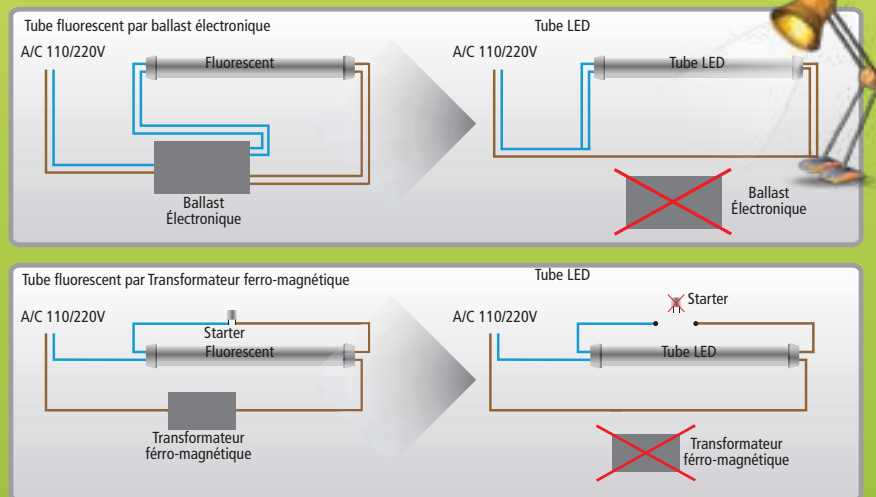 Tube fluorescent par ballast électronique
Tube LED
A/C 110/220V
Fluorescent
A/C 110/220V
Tube LED
Ballast
Électronique
Ballast
Électronique
Tube fluorescent par Transformateur ferro-magnétique
Tube LED
A/C 110/220V
Starter
Fluorescent
A/C 110/220V
Starter
Tube LED
Transformateur
férro-magnétique
Transformateur
férro-magnétique